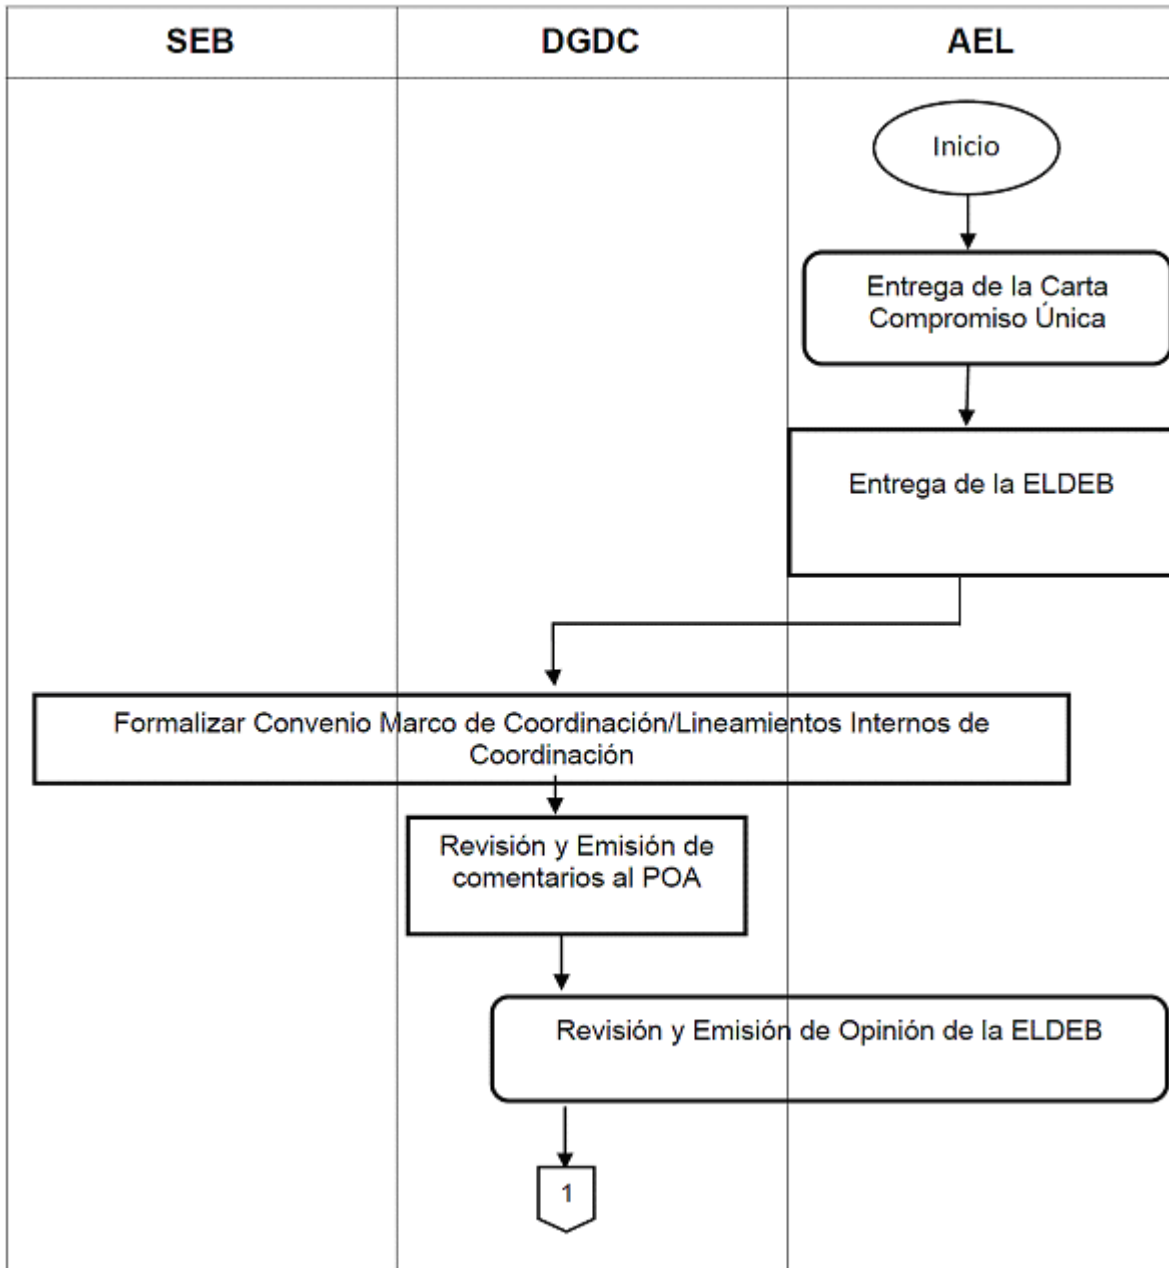 SEB
DGDC
AEL
Inicio
Entrega de la Carta
Compromiso Única
Entrega de la ELDEB
Formalizar Convenio Marco de Coordinación/Lineamientos Internos de
Coordinación
Revisión y Emisión de
comentarios al POA
Revisión y Emisión de Opinión de la ELDEB
1